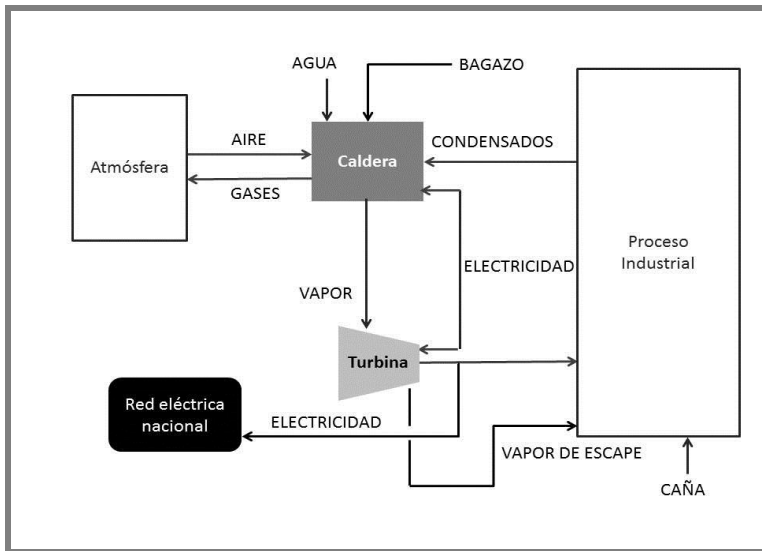 AGUA
BAGAZO
AIRE
CONDENSADOS
Atmósfera
Caldera
GASES
Proceso
Industrial
ELECTRICIDAD
VAPOR
Turbina
Red eléctrica
nacional
ELECTRICIDAD
VAPOR DE ESCAPE
CAÑA